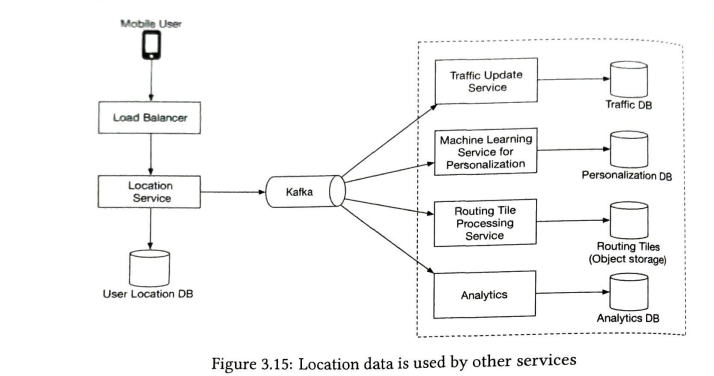 Mobile User
Load Balancer
Location
Service
User Location DB
Kafka
Traffic Update
Service
Traffic DB
Machine Learning
Service for
Personalization
Personalization DB
Routing Tile
Processing
Service
Routing Tiles
(Object storage)
Analytics
Analytics DB
Figure 3.15: Location data is used by other services